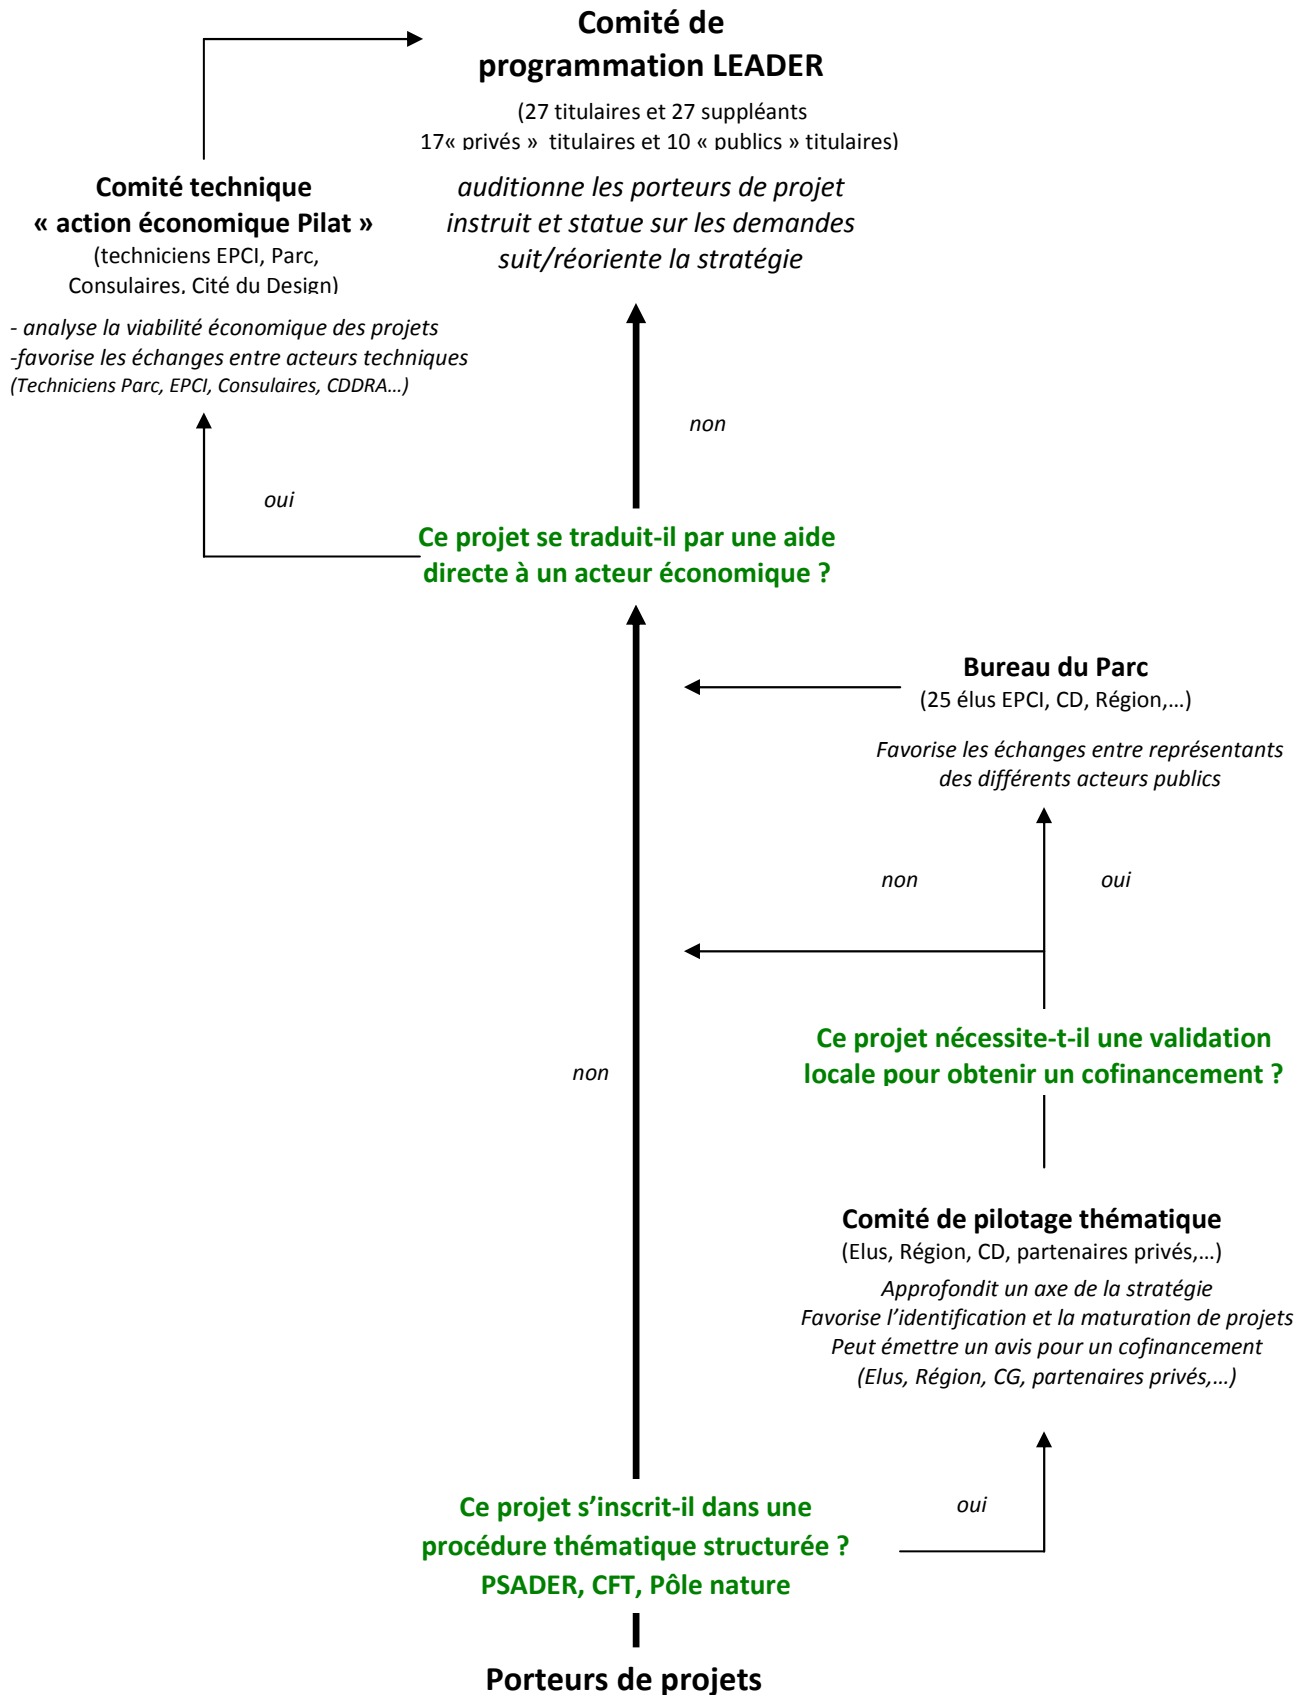 Comité de
programmation LEADER
(27 titulaires et 27 suppléants
17« privés »  titulaires et 10 « publics » titulaires)
auditionne les porteurs de projet
instruit et statue sur les demandes
suit/réoriente la stratégie
Comité technique
« action économique Pilat »
(techniciens EPCI, Parc,
Consulaires, Cité du Design)
- analyse la viabilité économique des projets
-favorise les échanges entre acteurs techniques
(Techniciens Parc, EPCI, Consulaires, CDDRA…)
non
oui
Ce projet se traduit-il par une aide
directe à un acteur économique ?
Bureau du Parc
(25 élus EPCI, CD, Région,…)
Favorise les échanges entre représentants
des différents acteurs publics
non
oui
Ce projet nécessite-t-il une validation
locale pour obtenir un cofinancement ?
non
Comité de pilotage thématique
(Elus, Région, CD, partenaires privés,…)
Approfondit un axe de la stratégie
Favorise l’identification et la maturation de projets
Peut émettre un avis pour un cofinancement
(Elus, Région, CG, partenaires privés,…)
oui
Ce projet s’inscrit-il dans une
procédure thématique structurée ?
PSADER, CFT, Pôle nature
Porteurs de projets